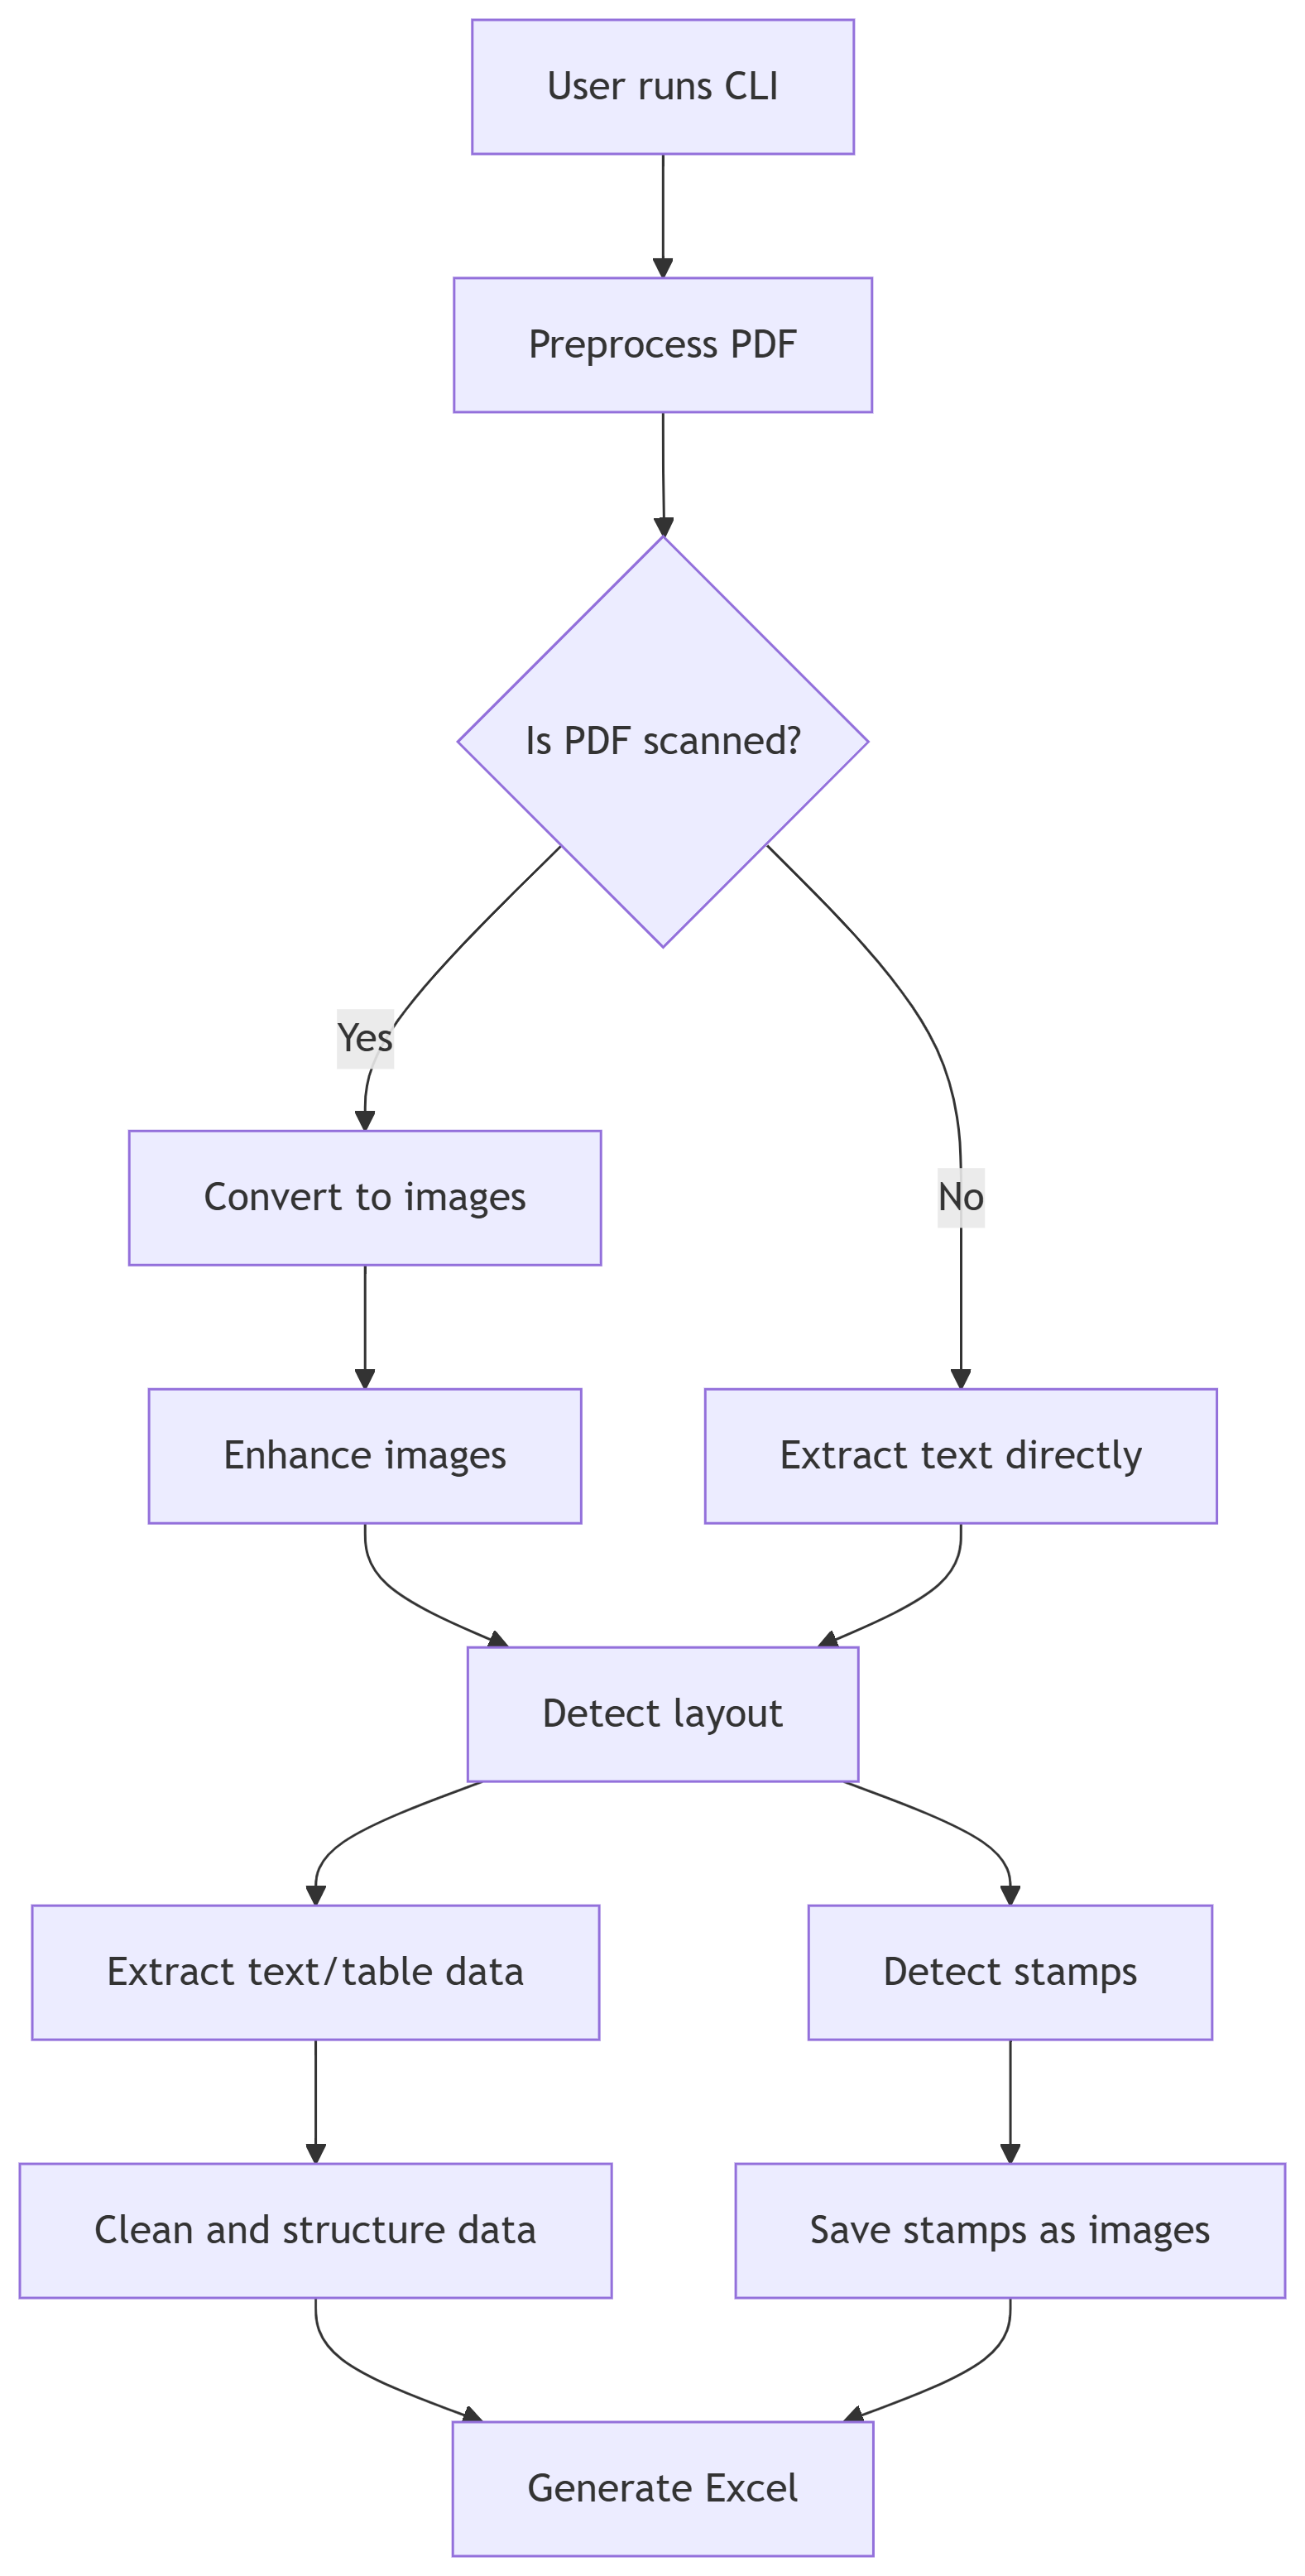 User runs CLI
Preprocess PDF
Is PDF scanned?
Yes
Convert to images
No
Enhance images
Extract text directly
Detect layout
Extract text/table data
Detect stamps
Clean and structure data
Save stamps as images
Generate Excel